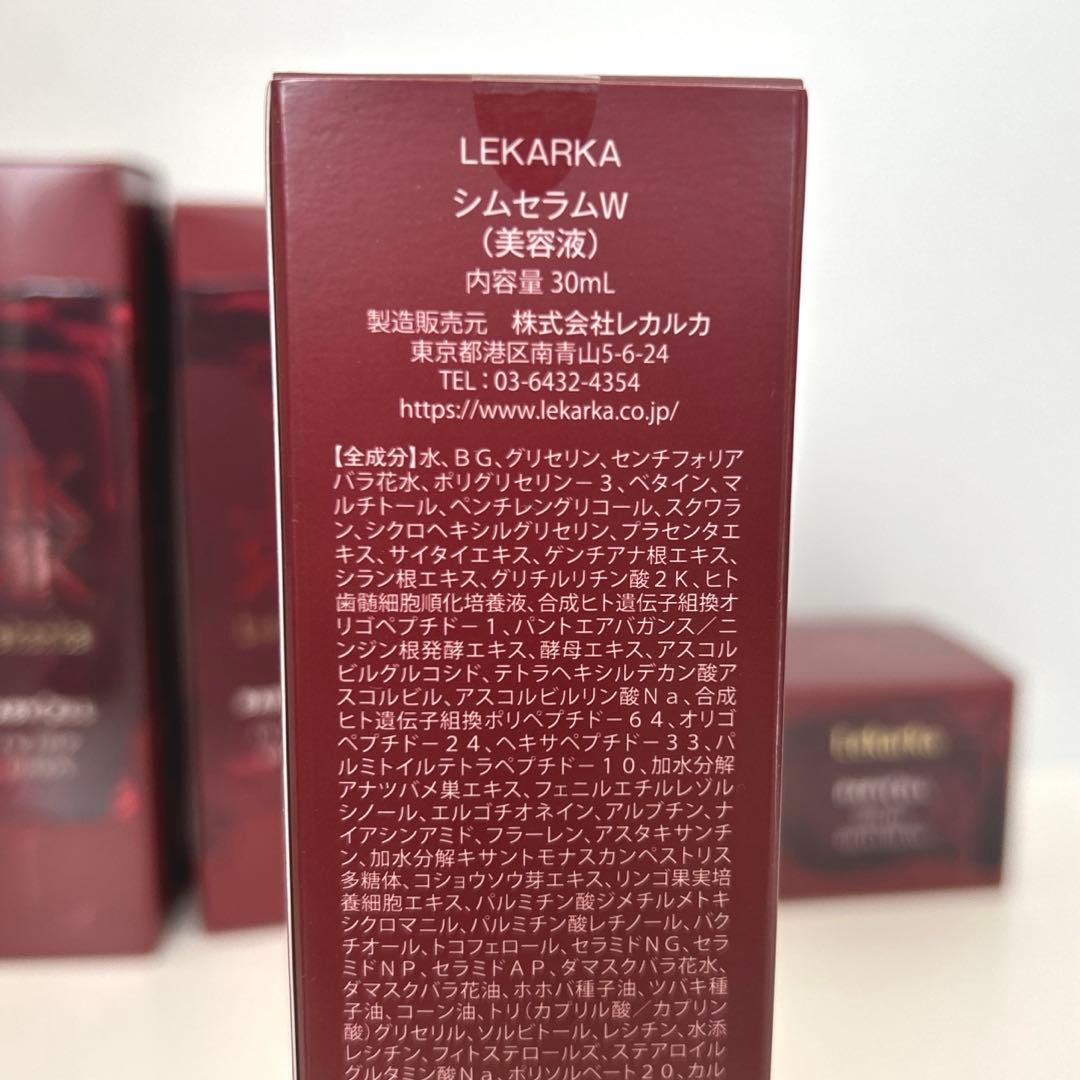 LEKARKA
シムセラムW
（美容液）
内容量 30mL
製造販売元　株式会社レカルカ
東京都港区南青山5-6-24
TEL：03-6432-4354
https://www.lekarka.co.jp/
【全成分】水、ＢＧ、グリセリン、センチフォリア
バラ花水、ポリグリセリン－３、ベタイン、マ
ルチトール、ペンチレングリコール、スクワラ
ン、シクロヘキシルグリセリン、プラセンタエ
キス、サイタイエキス、ゲンチアナ根エキス、
シラン根エキス、グリチルリチン酸２Ｋ、ヒト
歯髄細胞順化培養液、合成ヒト遺伝子組換オ
リゴペプチド－１、パントエアバガンス／ニ
ンジン根発酵エキス、酵母エキス、アスコル
ビルグルコシド、テトラヘキシルデカン酸ア
スコルビル、アスコルビルリン酸Ｎａ、合成
ヒト遺伝子組換ポリペプチド－６４、オリゴ
ペプチド－２４、ヘキサペプチド－３３、パ
ルミトイルテトラペプチド－１０、加水分解
アナツバメ巣エキス、フェニルエチルレゾル
シノール、エルゴチオネイン、アルブチン、ナ
イアシンアミド、フラーレン、アスタキサンチ
ン、加水分解キサントモナスカンペストリス
多糖体、コショウソウ芽エキス、リンゴ果実培
養細胞エキス、パルミチン酸ジメチルメトキ
シクロマニル、パルミチン酸レチノール、バク
チオール、トコフェロール、セラミドＮＧ、セラ
ミドＮＰ、セラミドＡＰ、ダマスクバラ花水、
ダマスクバラ花油、ホホバ種子油、ツバキ種
子油、コーン油、トリ（カプリル酸／カプリン
酸）グリセリル、ソルビトール、レシチン、水添
レシチン、フィトステロールズ、ステアロイル
グルタミン酸Ｎａ、ポリソルベート２０、カル
LeKarKa